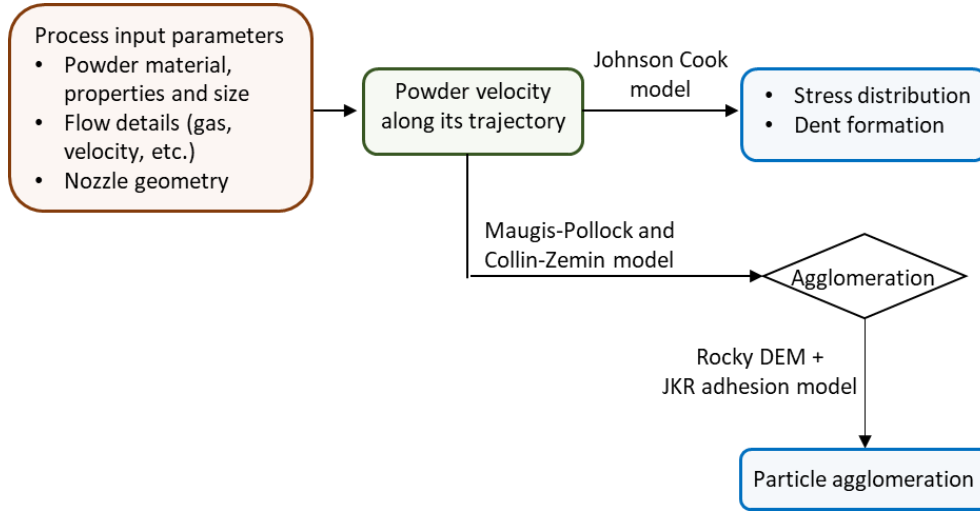 Process input parameters
• Powder material,
properties and size
• Flow details (gas,
velocity, etc.)
• Nozzle geometry
Powder velocity
along its trajectory
Johnson Cook
model
• Stress distribution
• Dent formation
Maugis-Pollock and
Collin-Zemin model
Agglomeration
Rocky DEM +
JKR adhesion model
Particle agglomeration